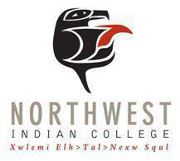 NORTHWEST
INDIAN COLLEGE
Xwlemi Elh>Tal>Nexw Squl